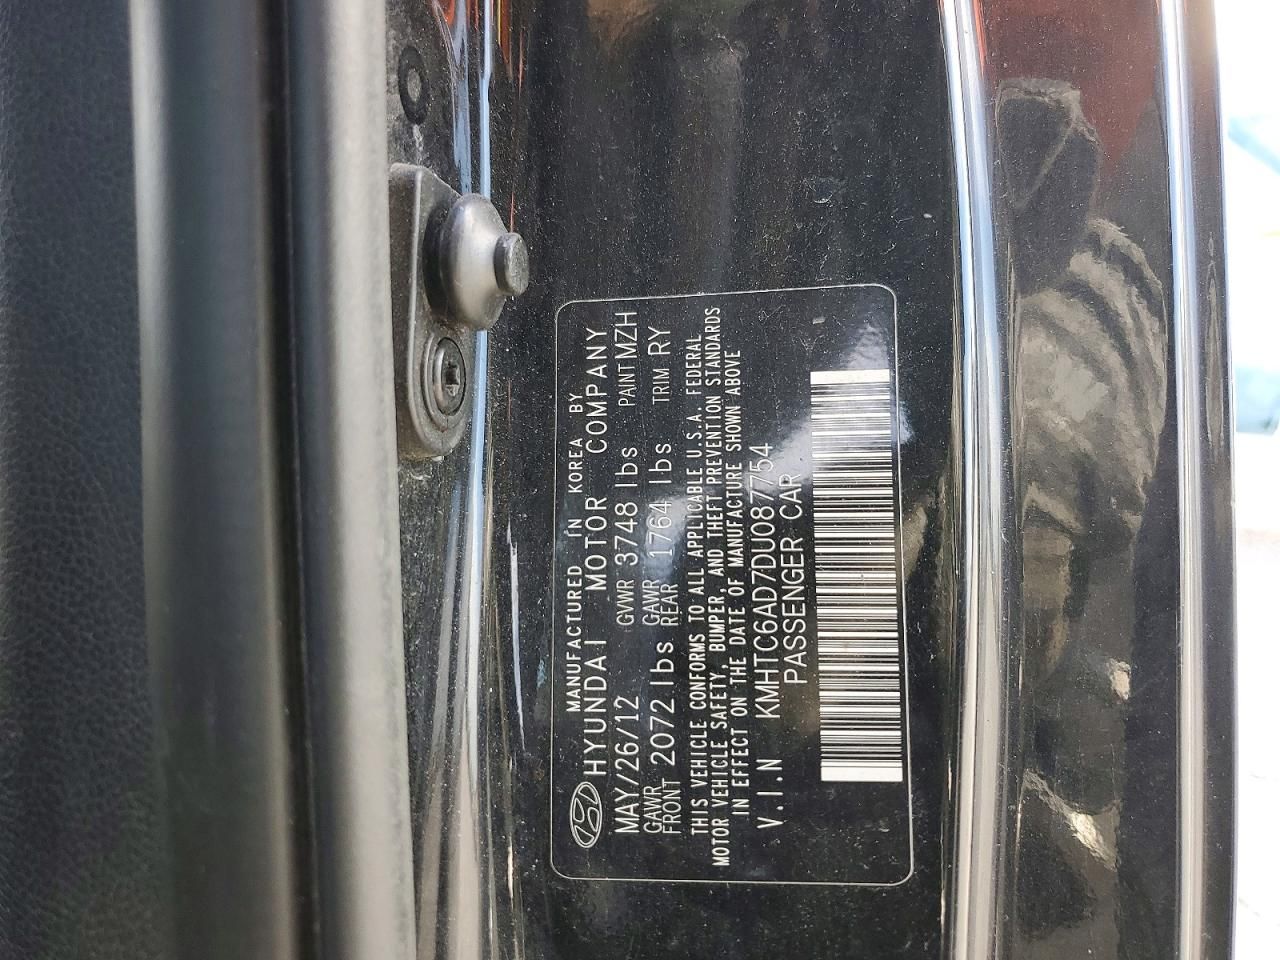 MANUFACTURED IN KOREA BY
HYUNDAI MOTOR COMPANY
MAY/26/12 GVWR 3748 lbs PAINT MZH
GAWR FRONT 2072 lbs GAWR REAR 1764 lbs TRIM RY
THIS VEHICLE CONFORMS TO ALL APPLICABLE U.S.A. FEDERAL
MOTOR VEHICLE SAFETY, BUMPER, AND THEFT PREVENTION STANDARDS
IN EFFECT ON THE DATE OF MANUFACTURE SHOWN ABOVE
V.I.N KMHTC6AD7DU087754
PASSENGER CAR